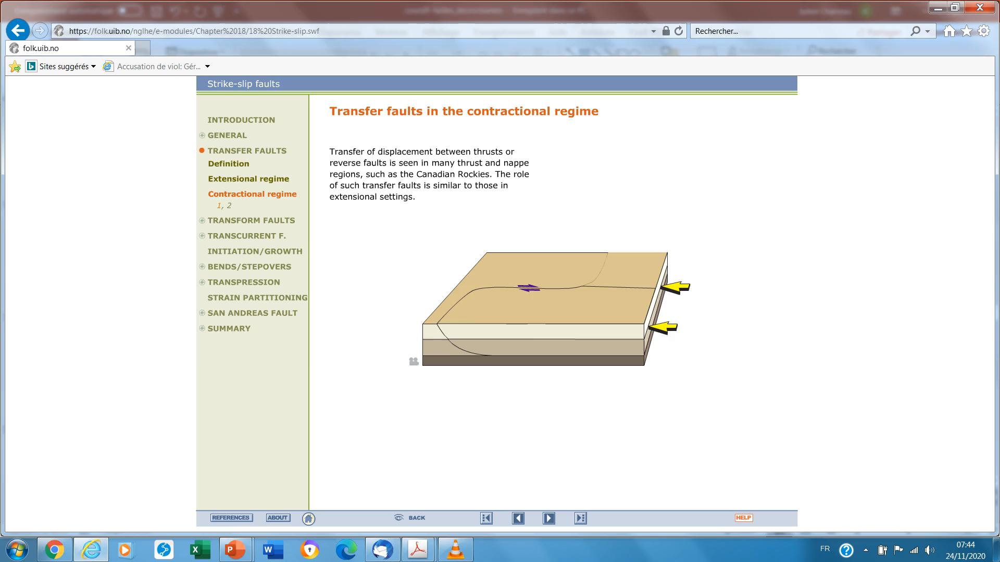 https://folk.uib.no/nglhe/e-modules/Chapter%2018/18%20Strike-slip.swf
Rechercher...
folk.uib.no
Sites suggérés
Accusation de viol: Gér...
Strike-slip faults
INTRODUCTION
GENERAL
TRANSFER FAULTS
Definition
Extensional regime
Contractional regime
1, 2
TRANSFORM FAULTS
TRANSCURRENT F.
INITIATION/GROWTH
BENDS/STEPOVERS
TRANSPRESSION
STRAIN PARTITIONING
SAN ANDREAS FAULT
SUMMARY
Transfer faults in the contractional regime
Transfer of displacement between thrusts or
reverse faults is seen in many thrust and nappe
regions, such as the Canadian Rockies. The role
of such transfer faults is similar to those in
extensional settings.
REFERENCES
ABOUT
BACK
HELP
FR
07:44
24/11/2020